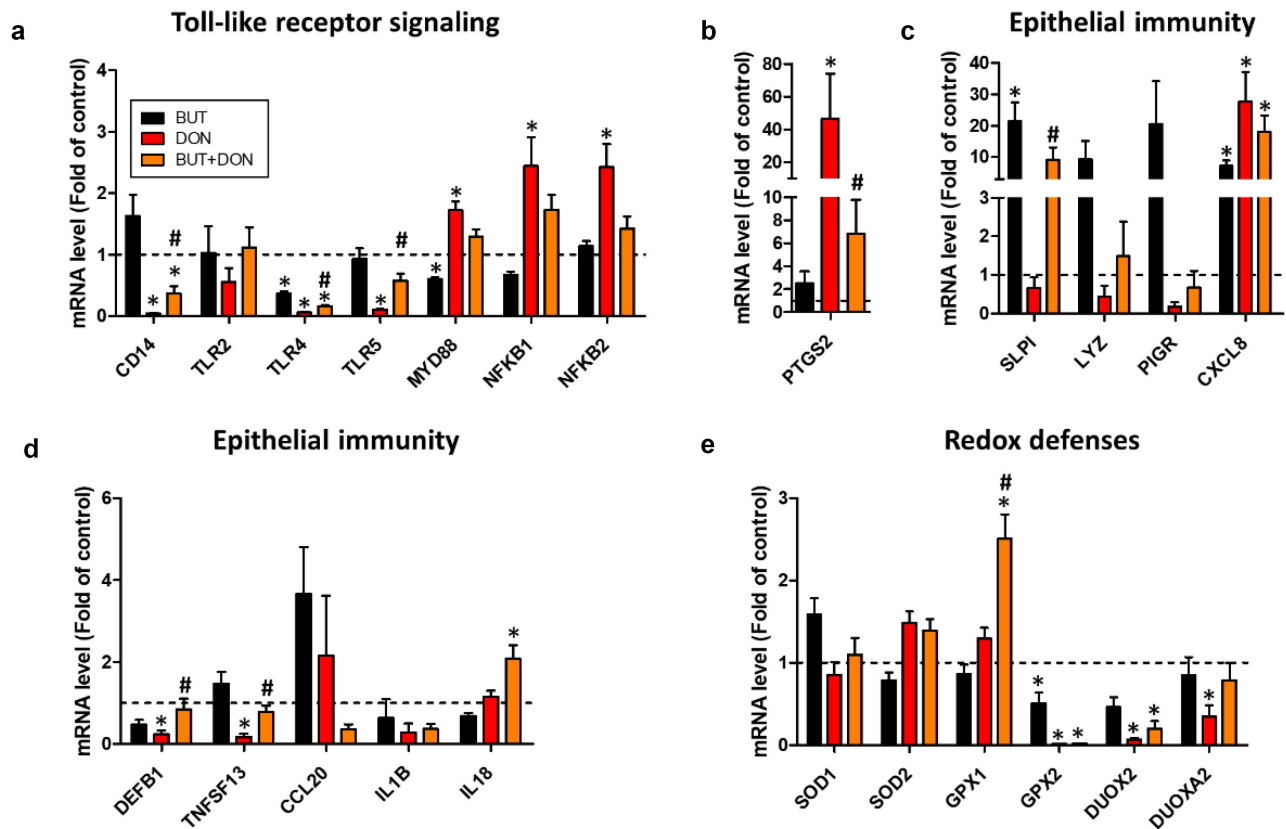 a
Toll-like receptor signaling
mRNA level (Fold of control)
4
3
2
1
0
BUT
DON
BUT+DON
*
#
*
*
*
#
*
*
#
*
*
*
*
*
CD14
TLR2
TLR4
TLR5
MYD88
NFKB1
NFKB2
b
mRNA level (Fold of control)
80
60
40
20
10
8
6
4
2
0
*
#
PTGS2
c
Epithelial immunity
mRNA level (Fold of control)
40
30
20
10
3
2
1
0
*
#
*
*
*
SLPI
LYZ
PIGR
CXCL8
d
Epithelial immunity
mRNA level (Fold of control)
6
4
2
0
*
#
*
#
*
DEFB1
TNFSF13
CCL20
IL1B
IL18
e
Redox defenses
mRNA level (Fold of control)
3
2
1
0
#
*
*
*
*
*
*
*
SOD1
SOD2
GPX1
GPX2
DUOX2
DUOXA2